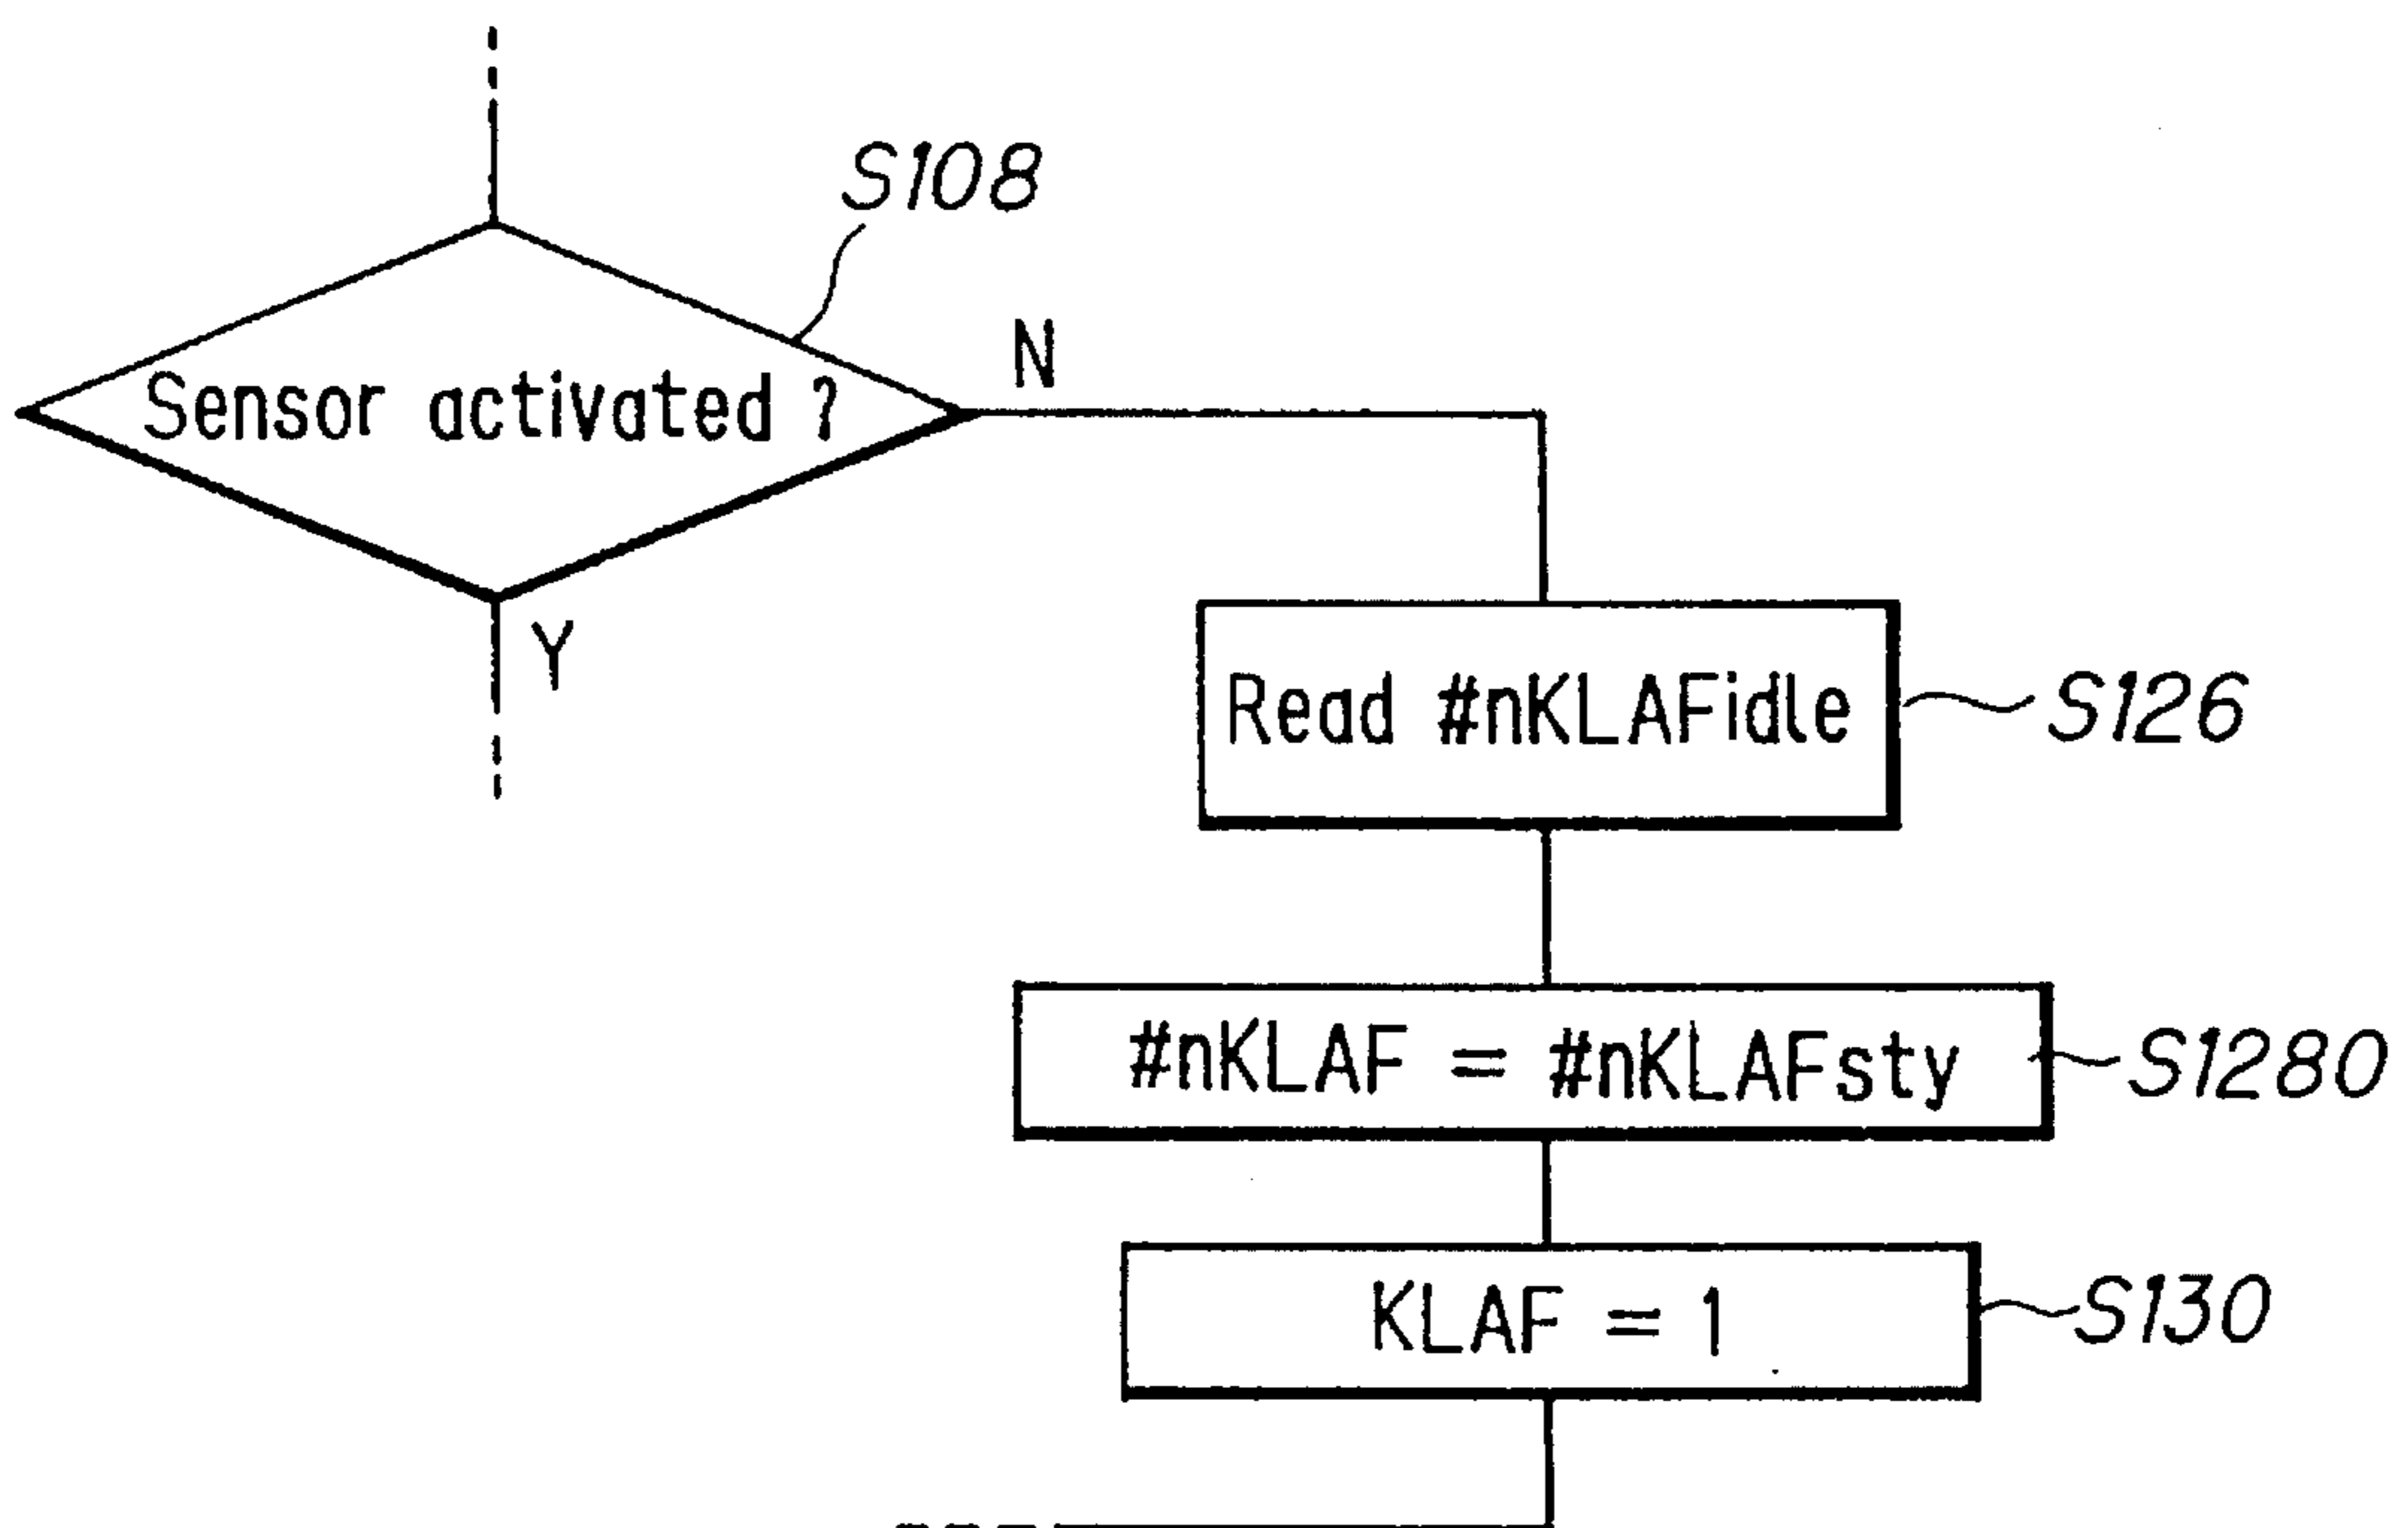 S108
N
Sensor activated ?
Y
Read #nKLAFidle
S126
#nKLAF = #nKLAFsty
S1280
KLAF = 1
S130